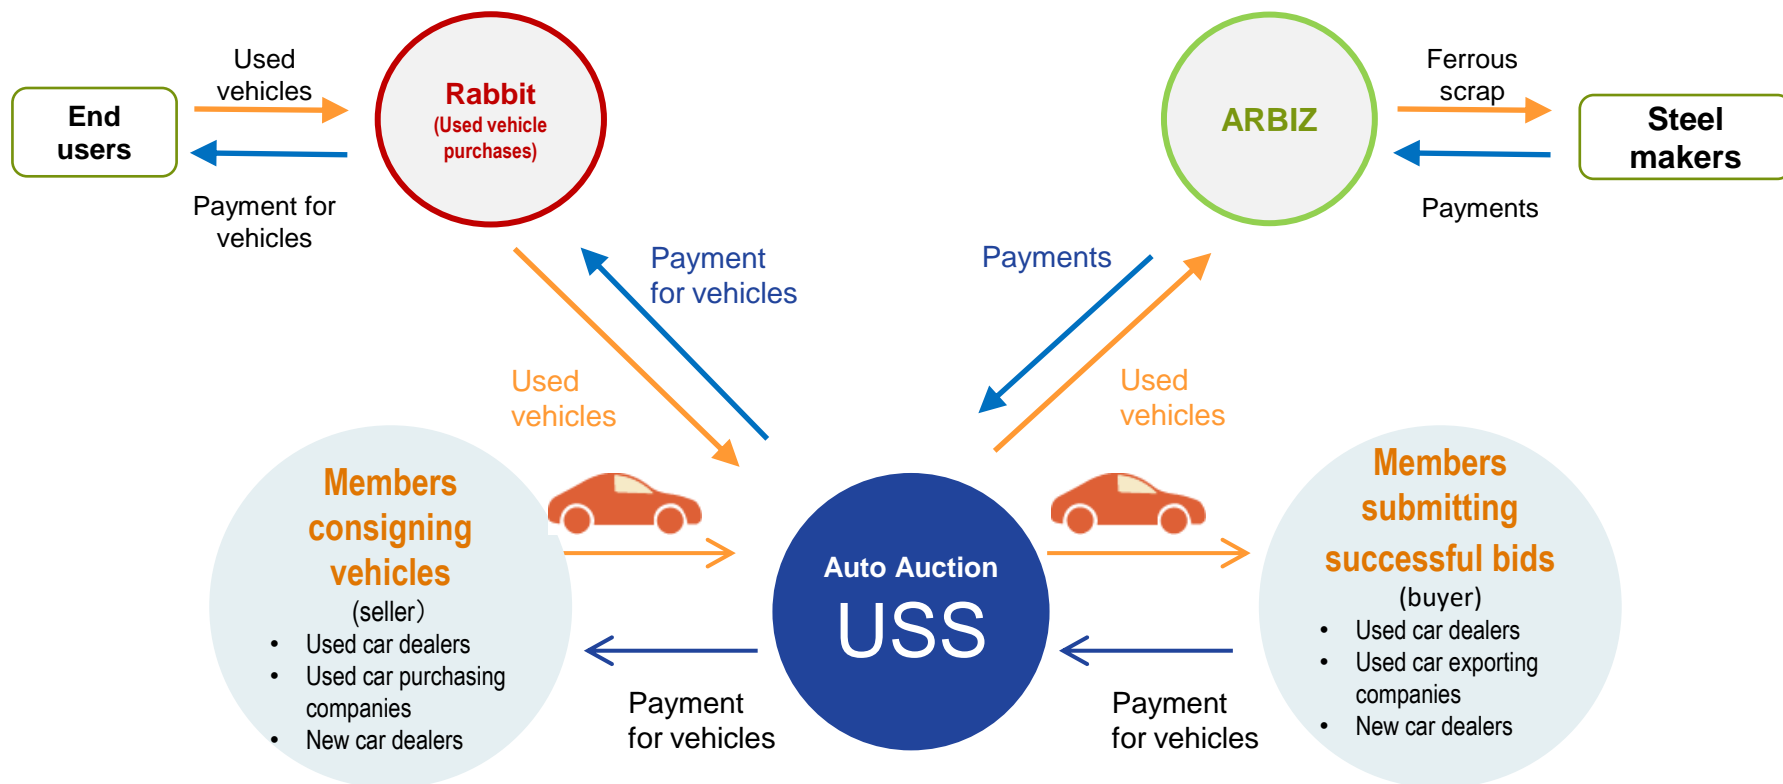 End
users
Used
vehicles
Payment for
vehicles
Rabbit
(Used vehicle
purchases)
ARBIZ
Ferrous
scrap
Payments
Steel
makers
Payment
for vehicles
Used
vehicles
Payments
Used
vehicles
Members
consigning
vehicles
(seller）
• Used car dealers
• Used car purchasing
companies
• New car dealers
Payment
for vehicles
Auto Auction
USS
Payment
for vehicles
Members
submitting
successful bids
(buyer)
• Used car dealers
• Used car exporting
companies
• New car dealers